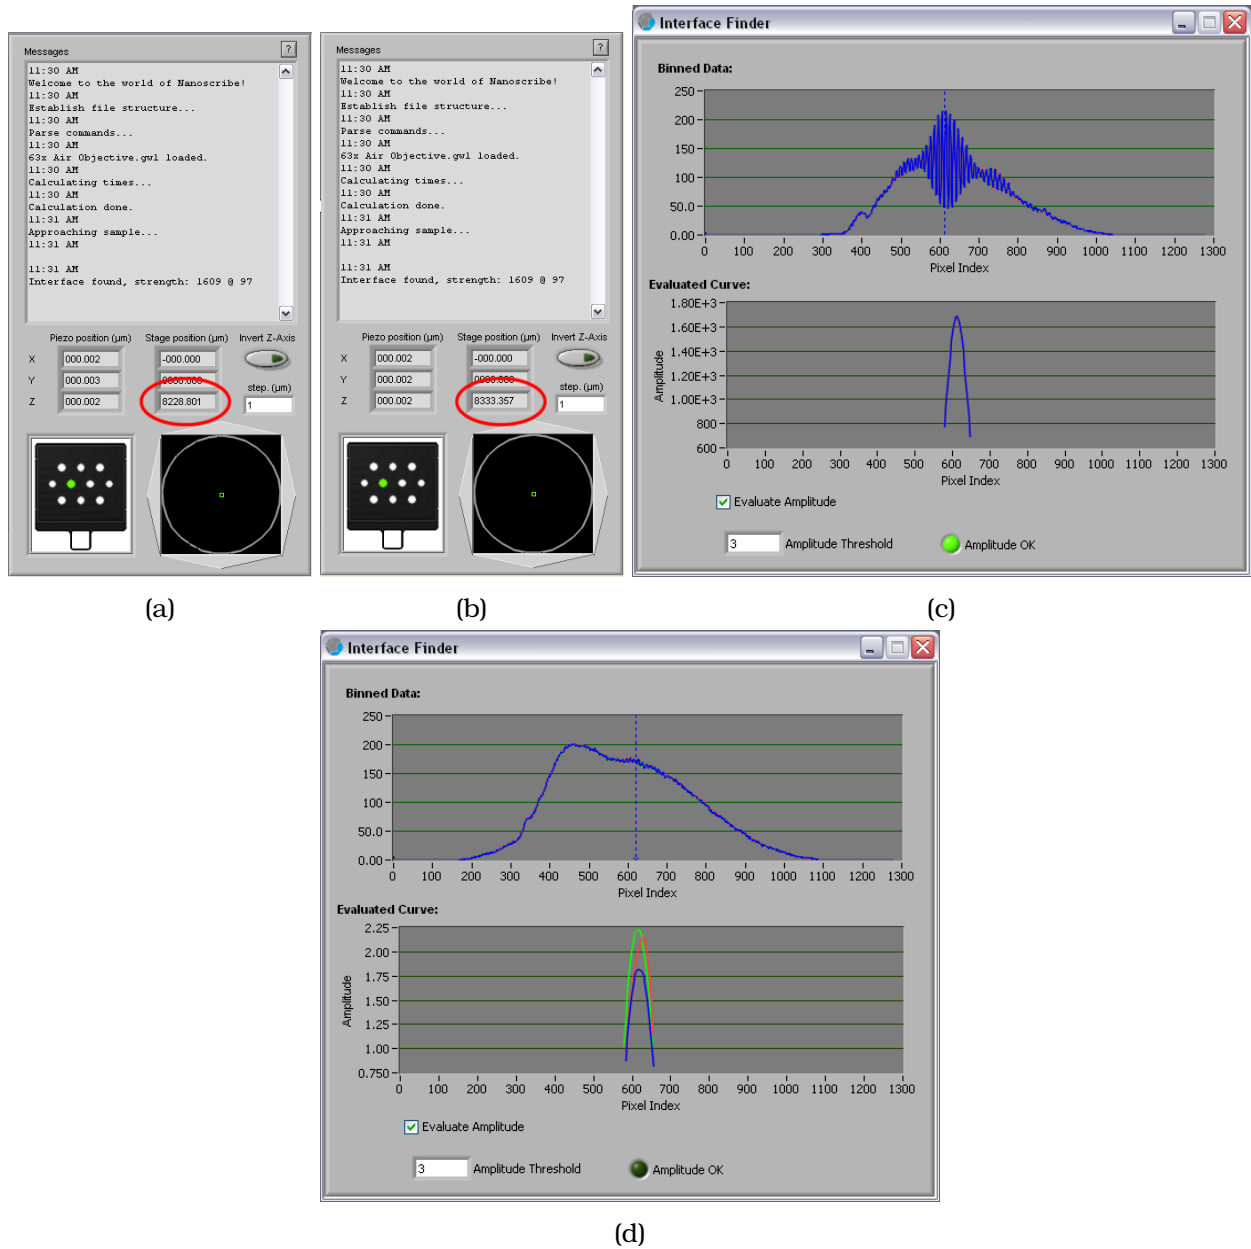 Messages
?
11:30 AM
Welcome to the world of Nanoscribe!
11:30 AM
Establish file structure...
11:30 AM
Parse commands...
11:30 AM
63x Air Objective.gwl loaded.
11:30 AM
Calculating times...
11:30 AM
Calculation done.
11:31 AM
Approaching sample...
11:31 AM
11:31 AM
Interface found, strength: 1609 @ 97
Piezo position (µm) Stage position (µm) Invert Z-Axis
X 000.002 -000.000
Y 000.003 0000.000 step. (µm)
Z 000.002 8228.801 1
(a)
Messages
?
11:30 AM
Welcome to the world of Nanoscribe!
11:30 AM
Establish file structure...
11:30 AM
Parse commands...
11:30 AM
63x Air Objective.gwl loaded.
11:30 AM
Calculating times...
11:30 AM
Calculation done.
11:31 AM
Approaching sample...
11:31 AM
11:31 AM
Interface found, strength: 1609 @ 97
Piezo position (µm) Stage position (µm) Invert Z-Axis
X 000.002 -000.000
Y 000.002 0000.000 step. (µm)
Z 000.002 8333.357 1
(b)
Interface Finder
Binned Data:
250
200
150
100
50.0
0.00
0 100 200 300 400 500 600 700 800 900 1000 1100 1200 1300
Pixel Index
Evaluated Curve:
1.80E+3
1.60E+3
1.40E+3
1.20E+3
1.00E+3
800
600
Amplitude
0 100 200 300 400 500 600 700 800 900 1000 1100 1200 1300
Pixel Index
Evaluate Amplitude
3 Amplitude Threshold Amplitude OK
(c)
Interface Finder
Binned Data:
250
200
150
100
50.0
0.00
0 100 200 300 400 500 600 700 800 900 1000 1100 1200 1300
Pixel Index
Evaluated Curve:
2.25
2.00
1.75
1.50
1.25
1.00
0.750
Amplitude
0 100 200 300 400 500 600 700 800 900 1000 1100 1200 1300
Pixel Index
Evaluate Amplitude
3 Amplitude Threshold Amplitude OK
(d)